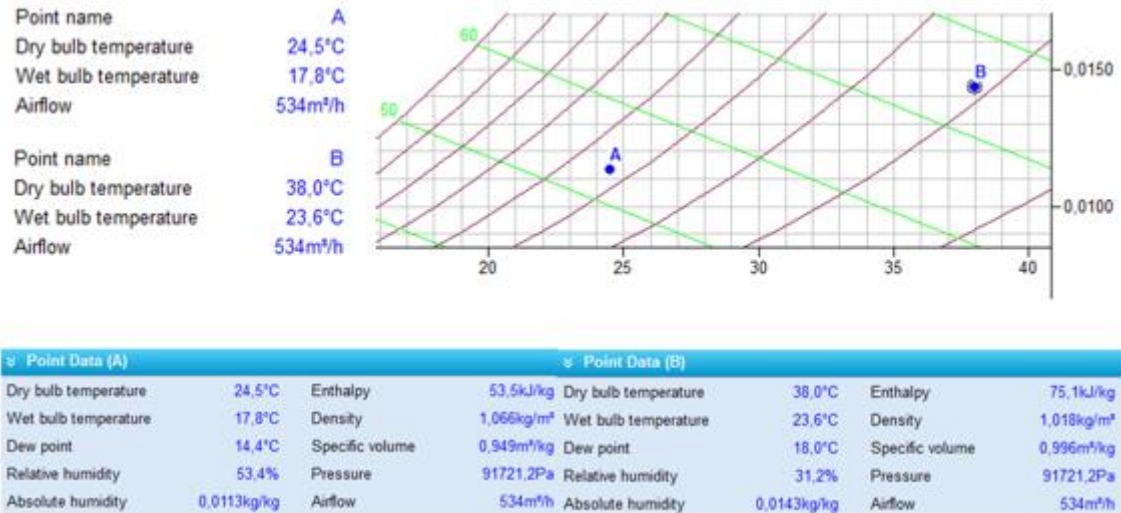 Point name A
Dry bulb temperature 24,5°C
Wet bulb temperature 17,8°C
Airflow 534m³/h
Point name B
Dry bulb temperature 38,0°C
Wet bulb temperature 23,6°C
Airflow 534m³/h
60
50
A
B
0,0150
0,0100
20 25 30 35 40
Point Data (A)
Dry bulb temperature 24,5°C Enthalpy 53,5kJ/kg
Wet bulb temperature 17,8°C Density 1,066kg/m³
Dew point 14,4°C Specific volume 0,949m³/kg
Relative humidity 53,4% Pressure 91721,2Pa
Absolute humidity 0,0113kg/kg Airflow 534m³/h
Point Data (B)
Dry bulb temperature 38,0°C Enthalpy 75,1kJ/kg
Wet bulb temperature 23,6°C Density 1,018kg/m³
Dew point 18,0°C Specific volume 0,996m³/kg
Relative humidity 31,2% Pressure 91721,2Pa
Absolute humidity 0,0143kg/kg Airflow 534m³/h